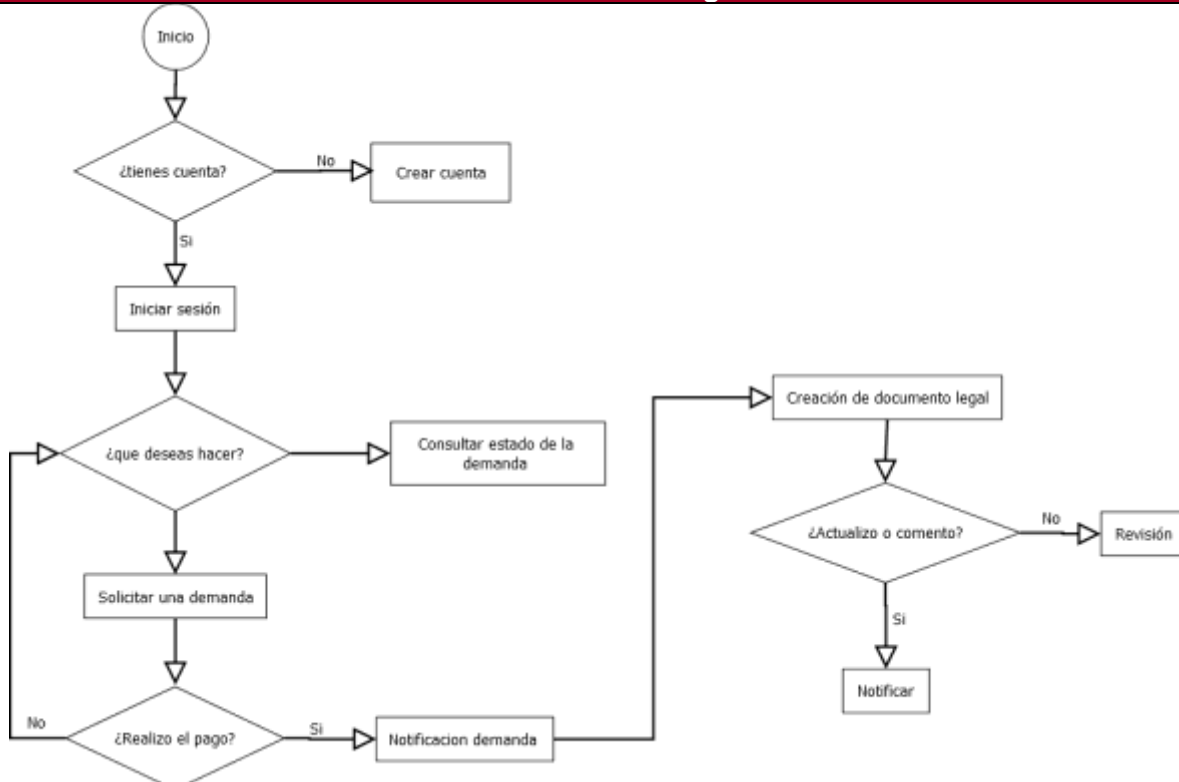 Inicio
¿tienes cuenta?
No
Crear cuenta
Si
Iniciar sesión
¿que deseas hacer?
Consultar estado de la
demanda
Solicitar una demanda
¿Realizo el pago?
No
Si
Notificacion demanda
Creación de documento legal
¿Actualizo o comento?
No
Revisión
Si
Notificar